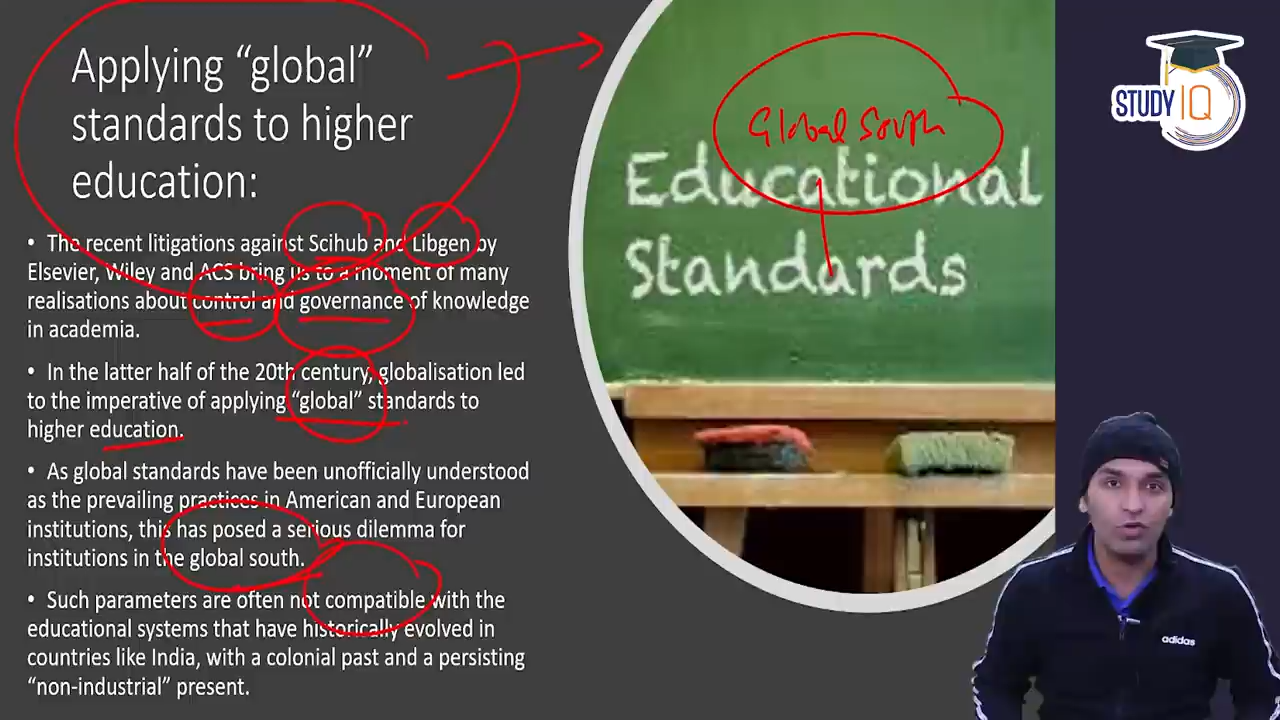 Applying “global”
standards to higher
education:
• The recent litigations against Scihub and Libgen by
Elsevier, Wiley and ACS bring us to a moment of many
realisations about control and governance of knowledge
in academia.
• In the latter half of the 20th century, globalisation led
to the imperative of applying “global” standards to
higher education.
• As global standards have been unofficially understood
as the prevailing practices in American and European
institutions, this has posed a serious dilemma for
institutions in the global south.
• Such parameters are often not compatible with the
educational systems that have historically evolved in
countries like India, with a colonial past and a persisting
“non-industrial” present.
Global South
Educational
Standards
STUDY IQ
adidas